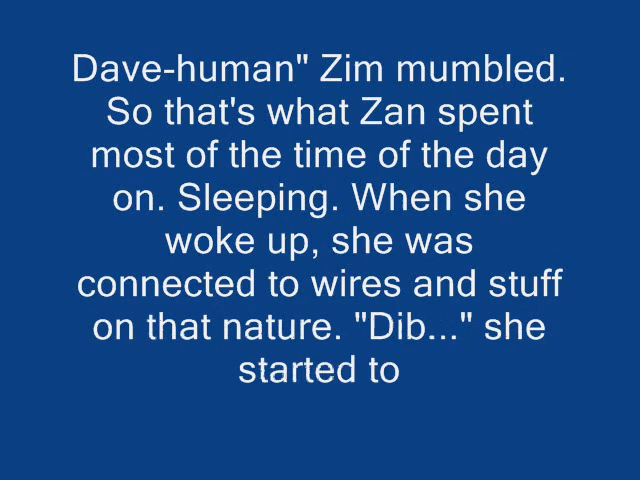 Dave-human" Zim mumbled.
So that's what Zan spent
most of the time of the day
on. Sleeping. When she
woke up, she was
connected to wires and stuff
on that nature. "Dib..." she
started to